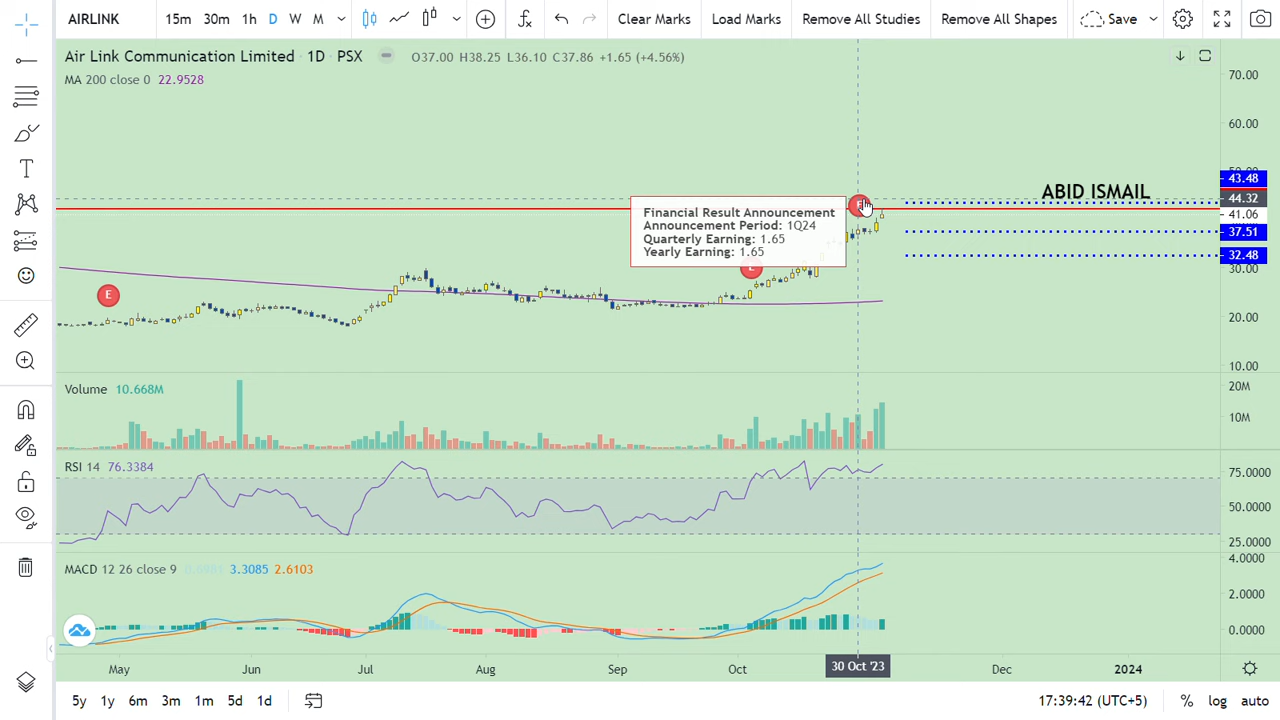 AIRLINK 15m 30m 1h D W M Clear Marks Load Marks Remove All Studies Remove All Shapes Save
Air Link Communication Limited · 1D · PSX O37.00 H38.25 L36.10 C37.86 +1.65 (+4.56%)
MA 200 close 0 22.9528
70.00
60.00
ABID ISMAIL
43.48
44.32
41.06
37.51
32.48
30.00
20.00
10.00
Financial Result Announcement
Announcement Period: 1Q24
Quarterly Earning: 1.65
Yearly Earning: 1.65
E
E
Volume 10.668M
20M
10M
RSI 14 76.3384
75.0000
50.0000
25.0000
MACD 12 26 close 9 3.3085 2.6103
4.0000
2.0000
0.0000
May Jun Jul Aug Sep Oct 30 Oct '23 Dec 2024
5y 1y 6m 3m 1m 5d 1d 17:39:42 (UTC+5) % log auto